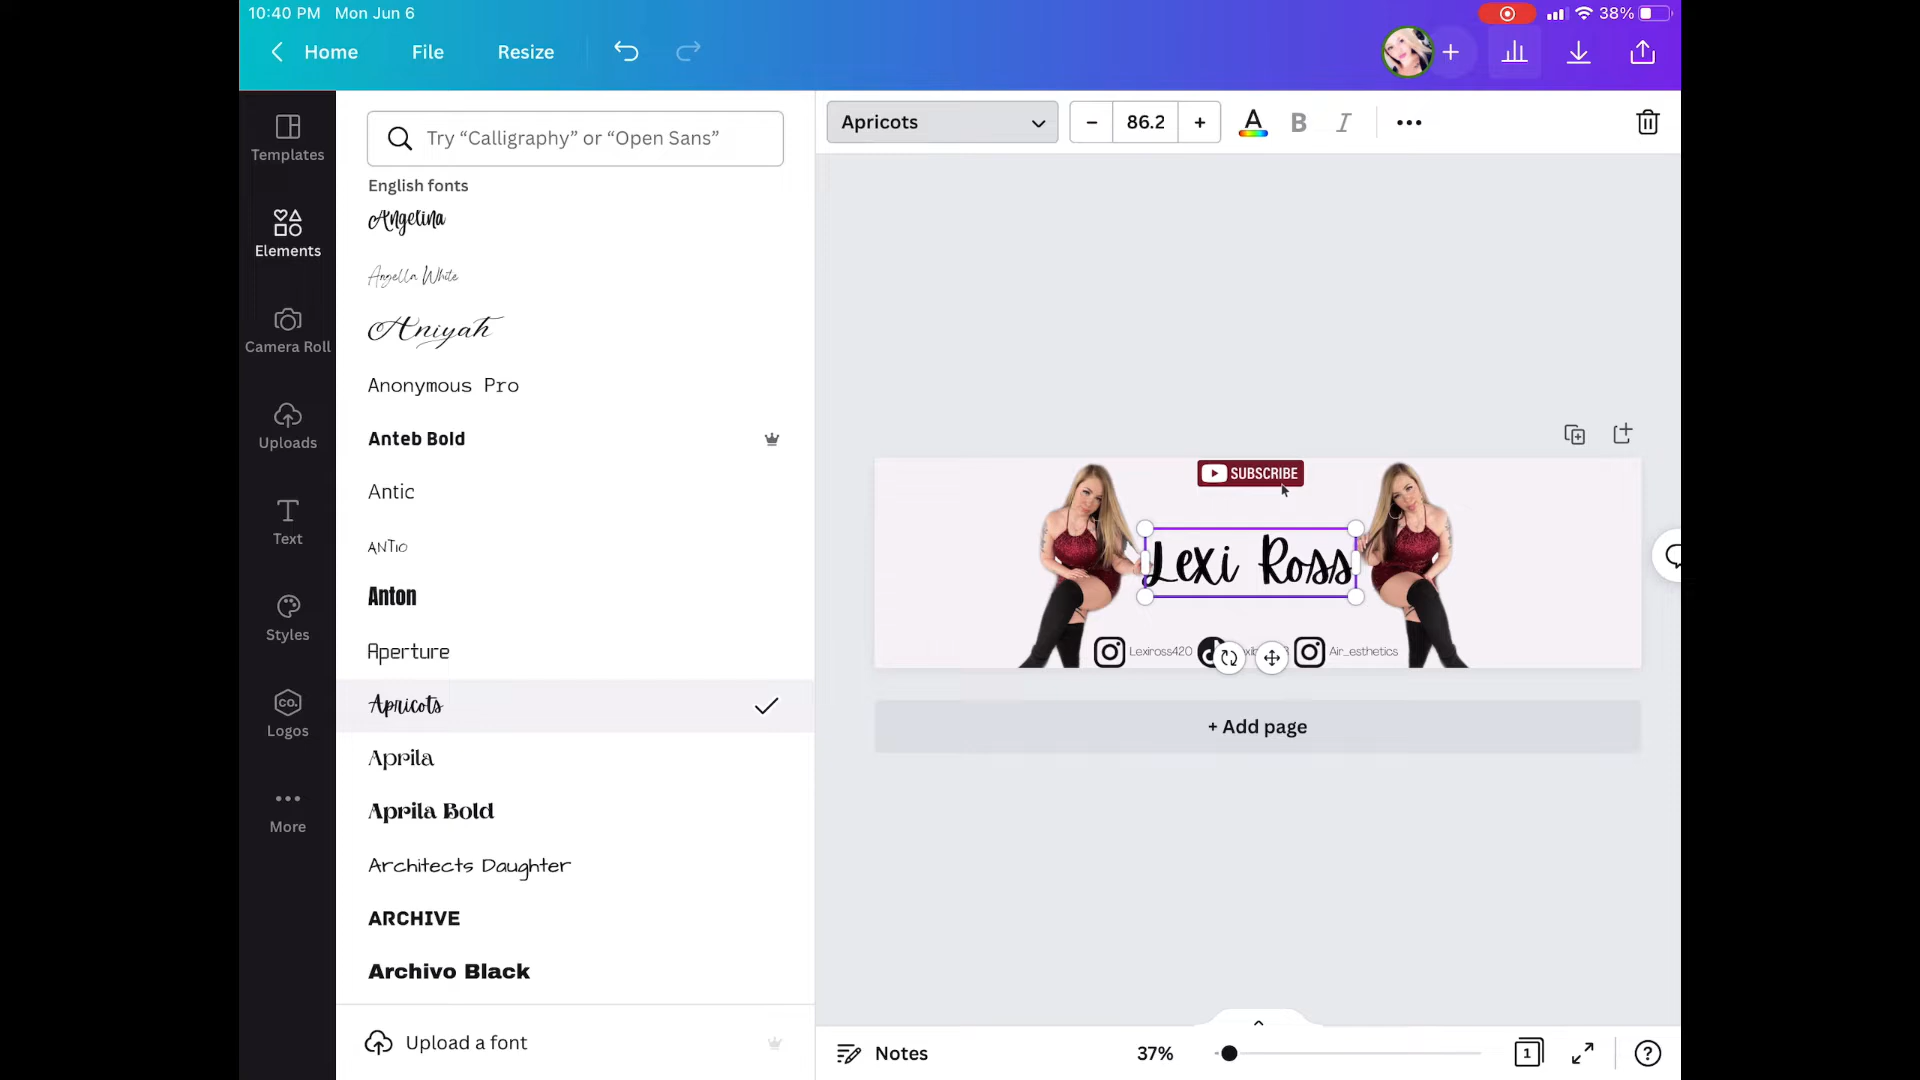 10:40 PM Mon Jun 6
38%
Home File Resize
Templates
Elements
Camera Roll
Uploads
Text
Styles
CO.
Logos
More
Try “Calligraphy” or “Open Sans”
English fonts
Angelina
Angella White
Aniyah
Anonymous Pro
Anteb Bold
Antic
ANTIO
Anton
Aperture
Apricots
Aprila
Aprila Bold
Architects Daughter
ARCHIVE
Archivo Black
Upload a font
Apricots
86.2
A B I
SUBSCRIBE
Lexi Ross
Lexiross420
Air_esthetics
+ Add page
Notes
37%
1
?